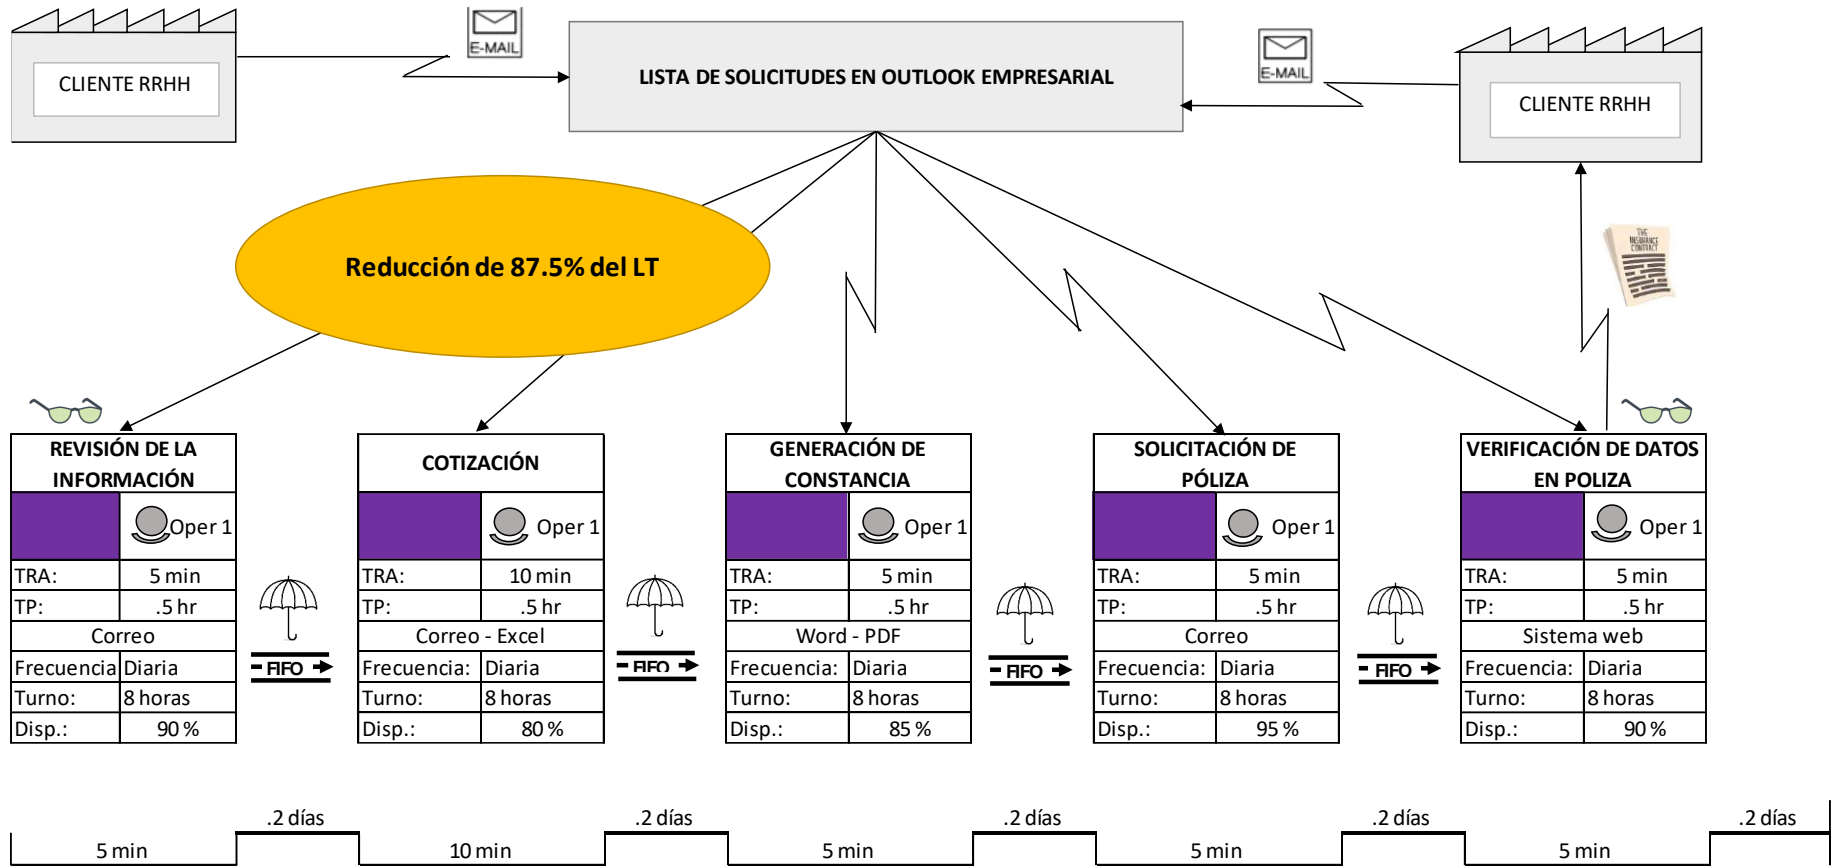 E-MAIL
CLIENTE RRHH
LISTA DE SOLICITUDES EN OUTLOOK EMPRESARIAL
E-MAIL
CLIENTE RRHH
Reducción de 87.5% del LT
THE
INSURANCE
CONTRACT
REVISIÓN DE LA
INFORMACIÓN
Oper 1
TRA: 5 min
TP: .5 hr
Correo
Frecuencia Diaria
Turno: 8 horas
Disp.: 90 %
FIFO
COTIZACIÓN
Oper 1
TRA: 10 min
TP: .5 hr
Correo - Excel
Frecuencia: Diaria
Turno: 8 horas
Disp.: 80 %
FIFO
GENERACIÓN DE
CONSTANCIA
Oper 1
TRA: 5 min
TP: .5 hr
Word - PDF
Frecuencia: Diaria
Turno: 8 horas
Disp.: 85 %
FIFO
SOLICITACIÓN DE
PÓLIZA
Oper 1
TRA: 5 min
TP: .5 hr
Correo
Frecuencia: Diaria
Turno: 8 horas
Disp.: 95 %
FIFO
VERIFICACIÓN DE DATOS
EN POLIZA
Oper 1
TRA: 5 min
TP: .5 hr
Sistema web
Frecuencia: Diaria
Turno: 8 horas
Disp.: 90 %
.2 días .2 días .2 días .2 días .2 días
5 min 10 min 5 min 5 min 5 min